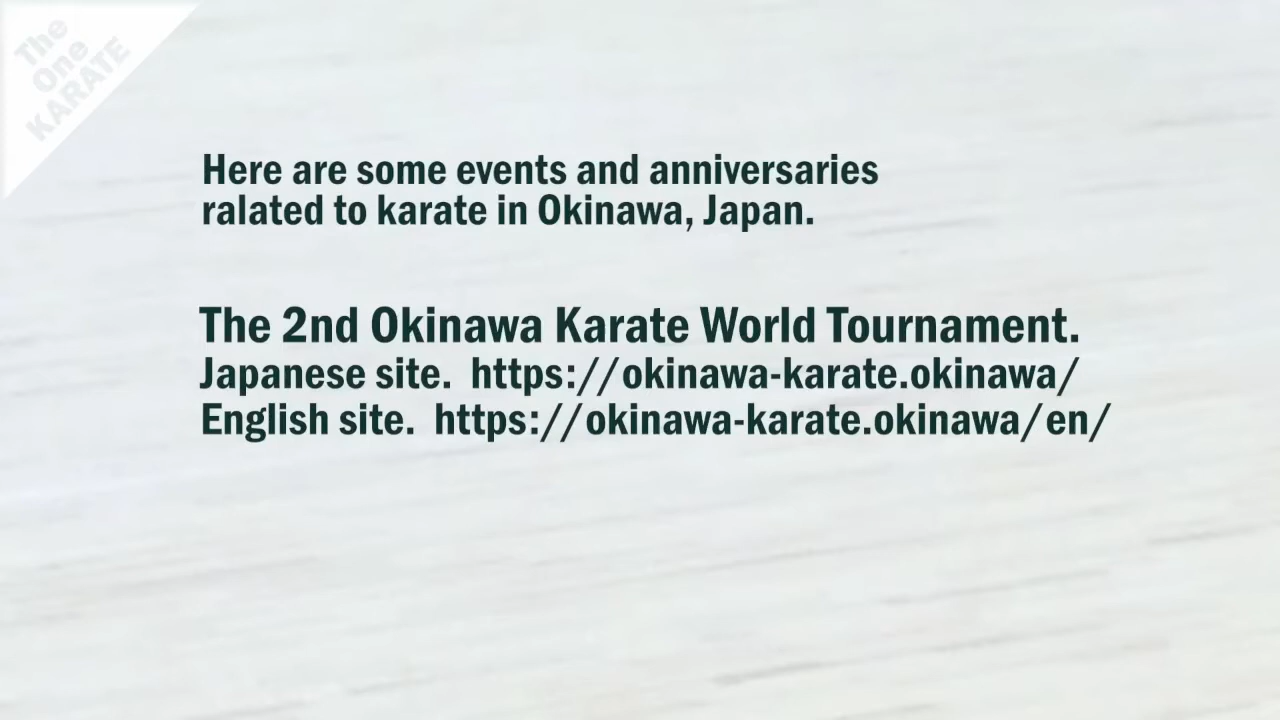 The
One
KARATE
Here are some events and anniversaries
ralated to karate in Okinawa, Japan.
The 2nd Okinawa Karate World Tournament.
Japanese site. https://okinawa-karate.okinawa/
English site. https://okinawa-karate.okinawa/en/